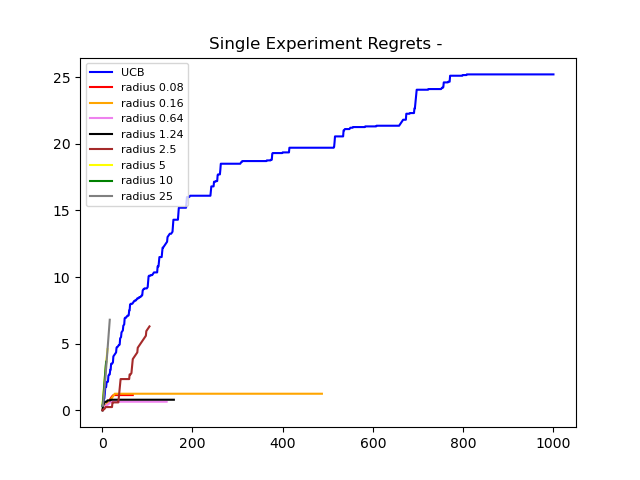 Single Experiment Regrets -
UCB
radius 0.08
radius 0.16
radius 0.64
radius 1.24
radius 2.5
radius 5
radius 10
radius 25
25
20
15
10
5
0
0 200 400 600 800 1000